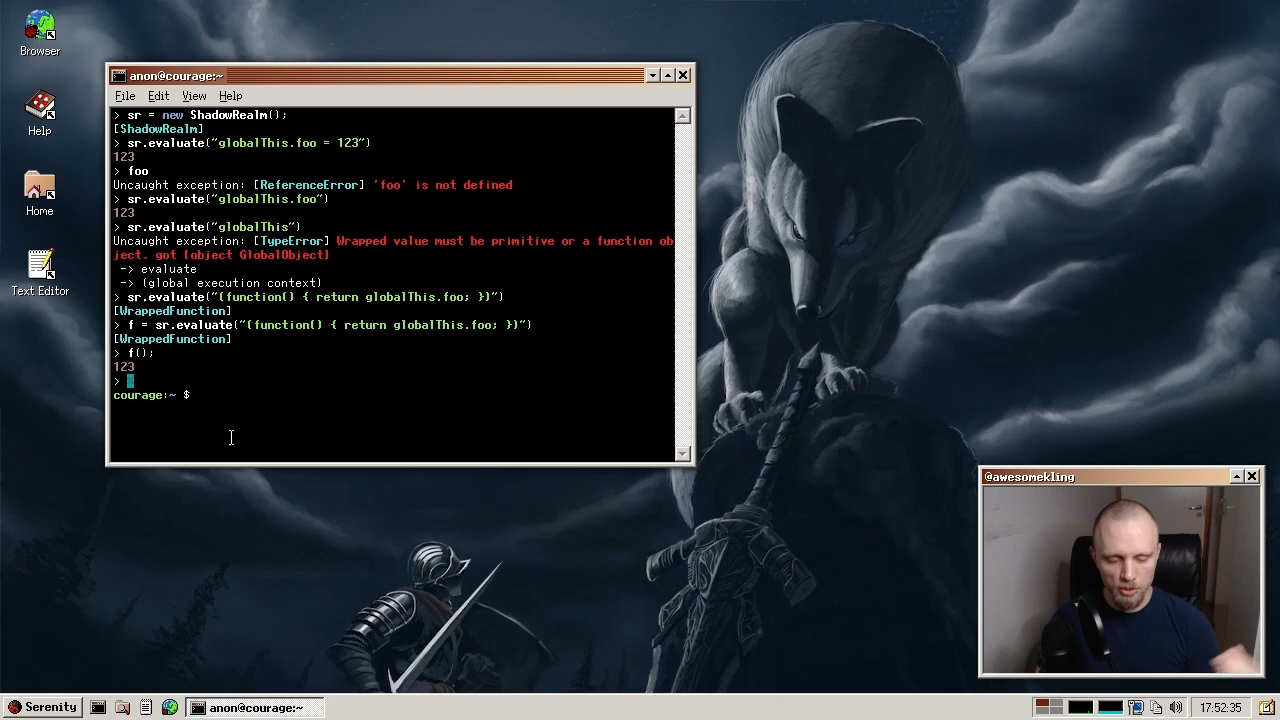 Browser
Help
Home
Text Editor
anon@courage:~
File Edit View Help
> sr = new ShadowRealm();
[ShadowRealm]
> sr.evaluate("globalThis.foo = 123")
123
> foo
Uncaught exception: [ReferenceError] 'foo' is not defined
> sr.evaluate("globalThis.foo")
123
> sr.evaluate("globalThis")
Uncaught exception: [TypeError] Wrapped value must be primitive or a function ob
ject, got [object GlobalObject]
-> evaluate
-> (global execution context)
> sr.evaluate("(function() { return globalThis.foo; })")
[WrappedFunction]
> f = sr.evaluate("(function() { return globalThis.foo; })")
[WrappedFunction]
> f();
123
>
courage:~ $
@awesomekling
Serenity
anon@courage:~
17:52:35